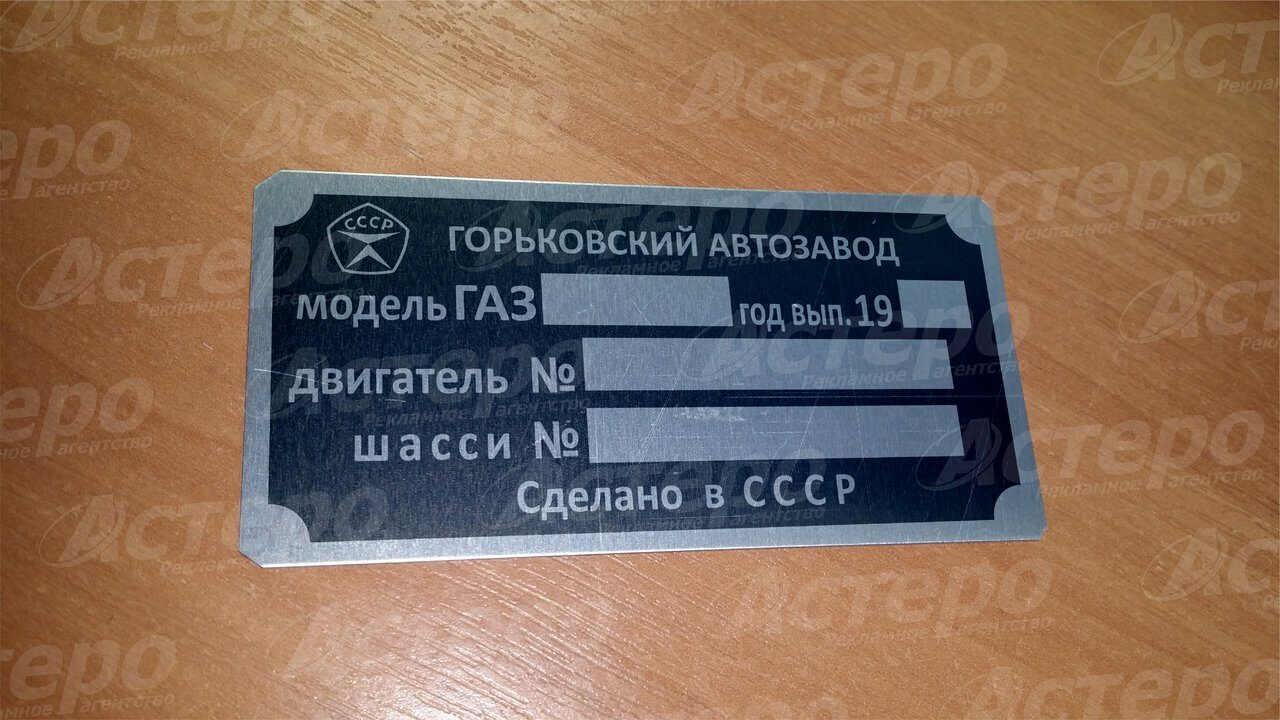 СССР
ГОРЬКОВСКИЙ АВТОЗАВОД
модель ГАЗ год вып. 19
двигатель №
шасси №
Сделано в СССР
Астеро
Рекламное агентство